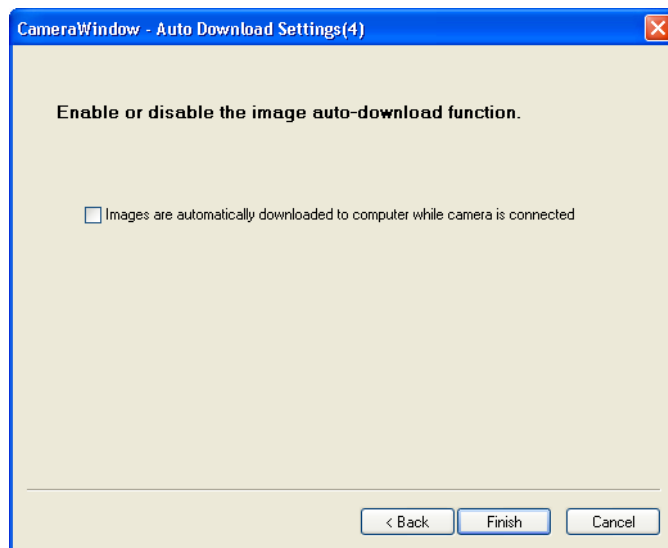 CameraWindow - Auto Download Settings(4)
Enable or disable the image auto-download function.
Images are automatically downloaded to computer while camera is connected
< Back Finish Cancel